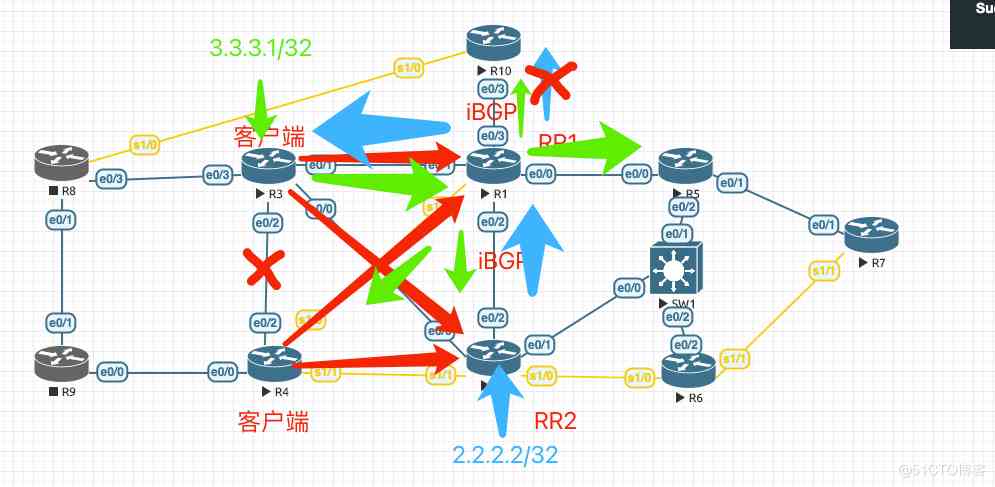 Su
3.3.3.1/32
R10
s1/0
e0/3
iBGP
客户端
s1/0
e0/3
RR1
R8
e0/3
e0/3
R3
e0/1
R1
e0/0
e0/0
R5
e0/1
e0/2
e0/1
e0/2
e0/2
e0/1
e0/1
R7
iBGP
s1/1
e0/0
SW1
e0/1
e0/2
e0/2
e0/2
e0/1
e0/2
s1/1
R9
e0/0
e0/0
R4
s1/1
s1/1
s1/0
s1/0
R6
客户端
RR2
2.2.2.2/32
@51CTO博客